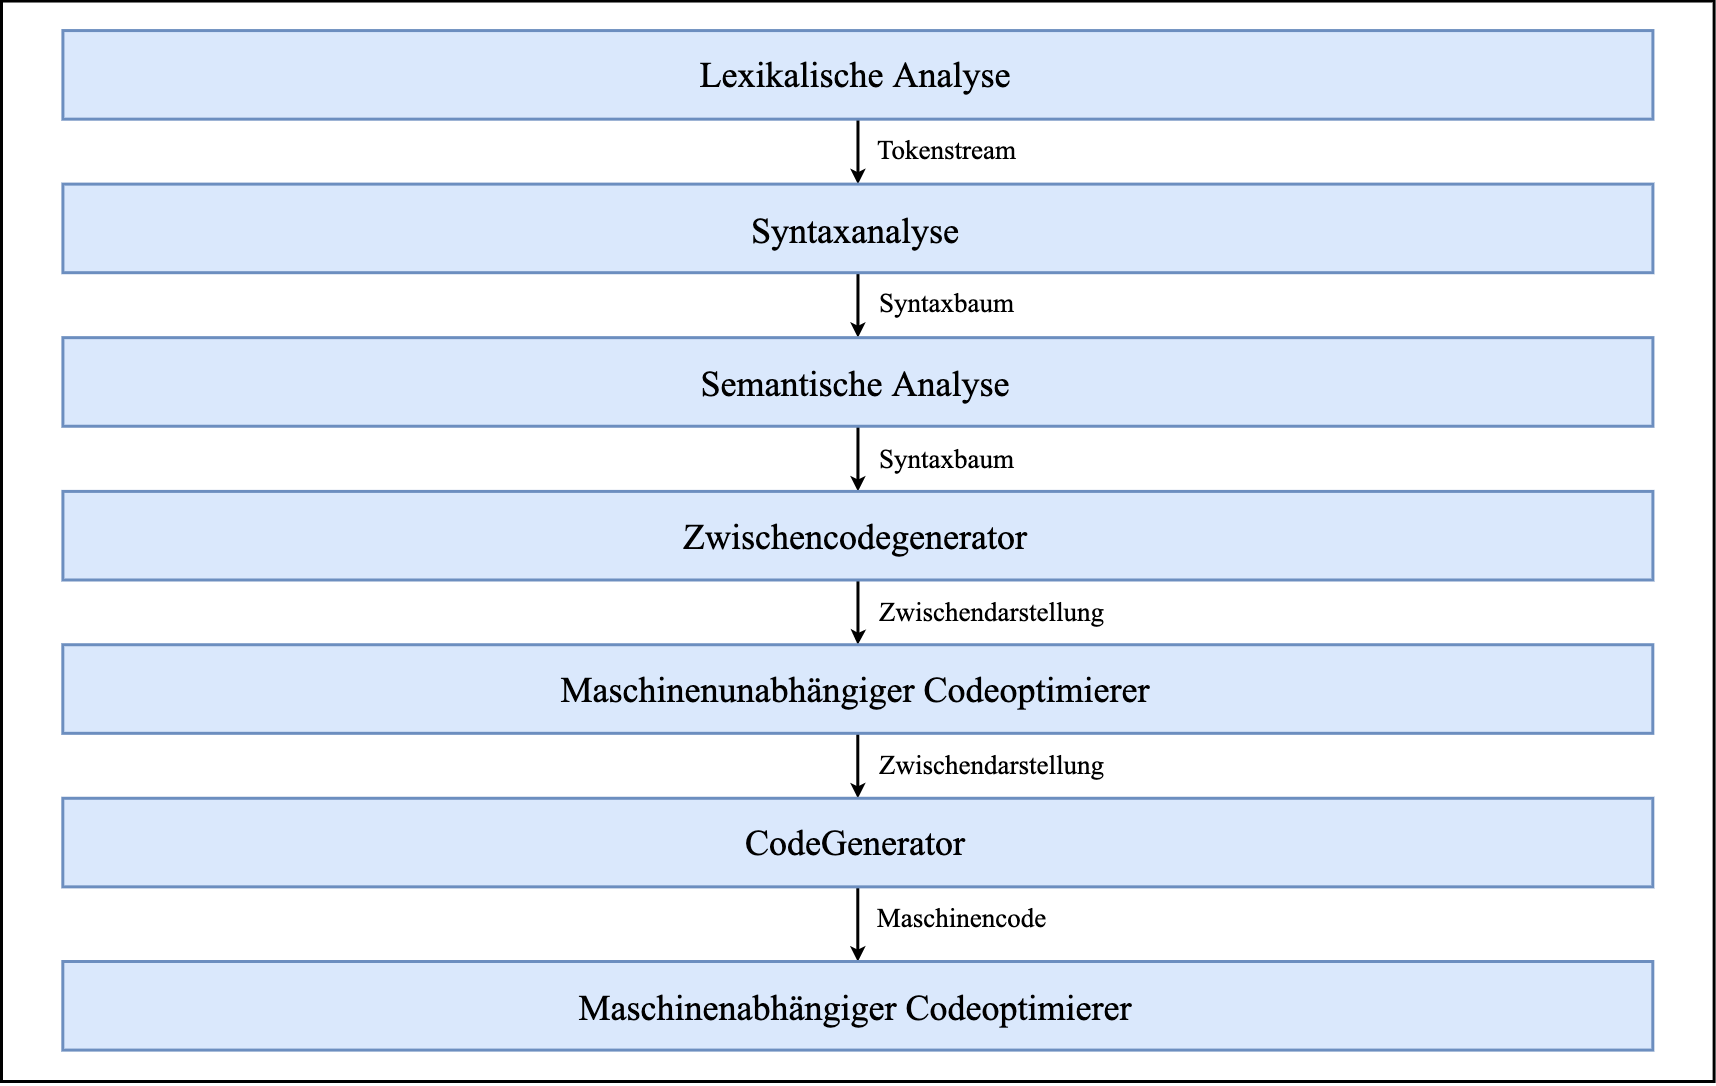 Lexikalische Analyse
Tokenstream
Syntaxanalyse
Syntaxbaum
Semantische Analyse
Syntaxbaum
Zwischencodegenerator
Zwischendarstellung
Maschinenunabhängiger Codeoptimierer
Zwischendarstellung
CodeGenerator
Maschinencode
Maschinenabhängiger Codeoptimierer